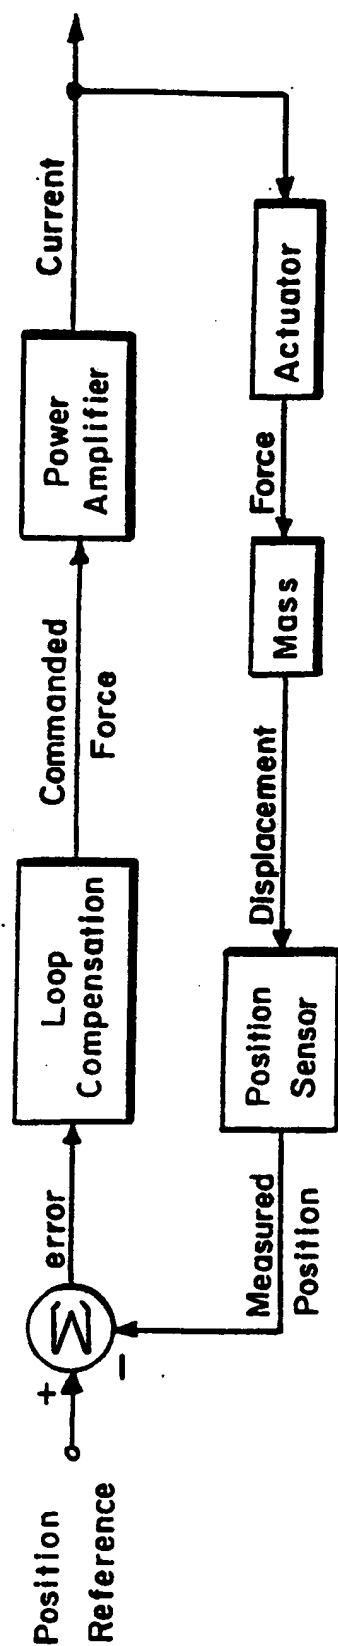 Position
Reference
+
−
Σ
error
Loop
Compensation
Commanded
Force
Power
Amplifier
Current
Actuator
Force
Mass
Displacement
Position
Sensor
Measured
Position